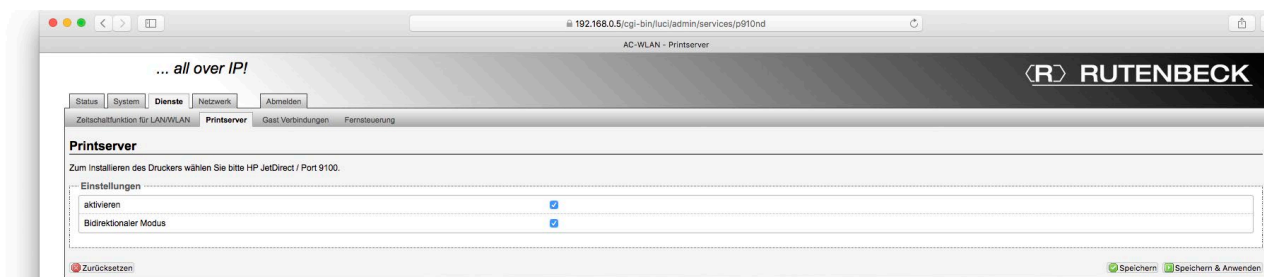 192.168.0.5/cgi-bin/luci/admin/services/p910nd
AC-WLAN - Printserver
... all over IP!
⟨R⟩ RUTENBECK
Status System Dienste Netzwerk Abmelden
Zeitschaltfunktion für LAN/WLAN Printserver Gast Verbindungen Fernsteuerung
Printserver
Zum Installieren des Druckers wählen Sie bitte HP JetDirect / Port 9100.
Einstellungen
aktivieren
Bidirektionaler Modus
Zurücksetzen Speichern Speichern & Anwenden